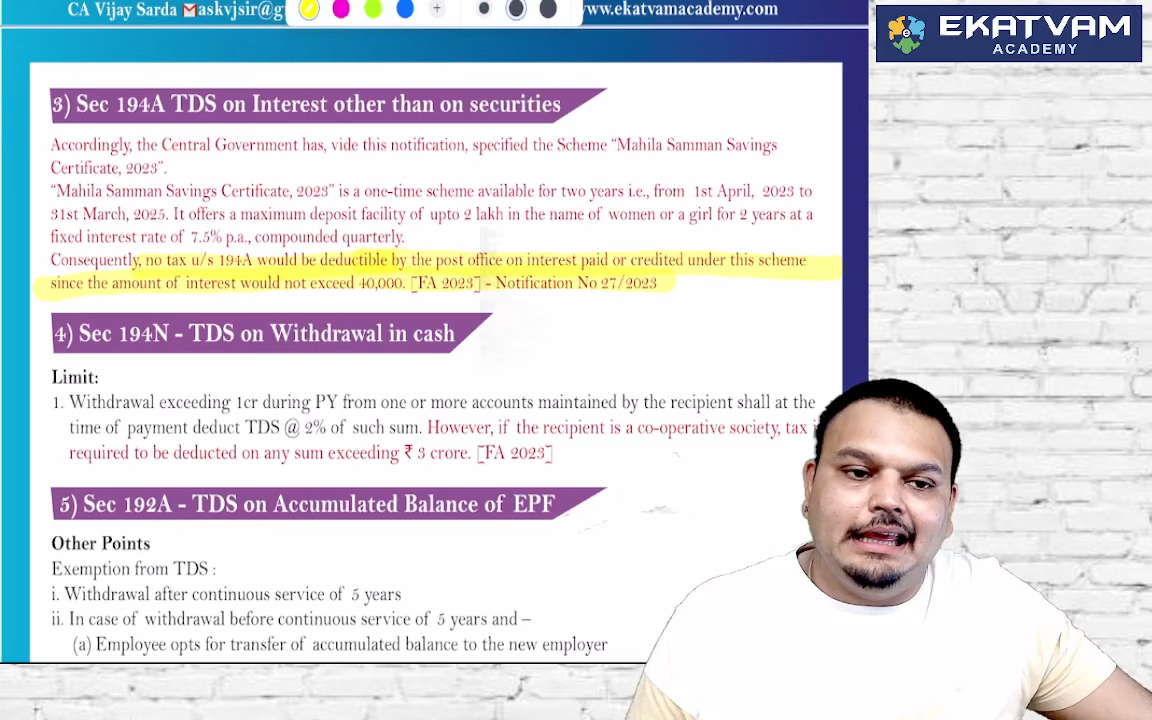 CA Vijay Sarda
askvjsir@g
ww.ekatvamacademy.com
EKATVAM
ACADEMY
3) Sec 194A TDS on Interest other than on securities
Accordingly, the Central Government has, vide this notification, specified the Scheme “Mahila Samman Savings
Certificate, 2023”.
“Mahila Samman Savings Certificate, 2023” is a one-time scheme available for two years i.e., from 1st April, 2023 to
31st March, 2025. It offers a maximum deposit facility of upto 2 lakh in the name of women or a girl for 2 years at a
fixed interest rate of 7.5% p.a., compounded quarterly.
Consequently, no tax u/s 194A would be deductible by the post office on interest paid or credited under this scheme
since the amount of interest would not exceed 40,000. [FA 2023] - Notification No 27/2023
4) Sec 194N - TDS on Withdrawal in cash
Limit:
1. Withdrawal exceeding 1cr during PY from one or more accounts maintained by the recipient shall at the
time of payment deduct TDS @ 2% of such sum. However, if the recipient is a co-operative society, tax
required to be deducted on any sum exceeding ₹ 3 crore. [FA 2023]
5) Sec 192A - TDS on Accumulated Balance of EPF
Other Points
Exemption from TDS :
i. Withdrawal after continuous service of 5 years
ii. In case of withdrawal before continuous service of 5 years and –
(a) Employee opts for transfer of accumulated balance to the new employer